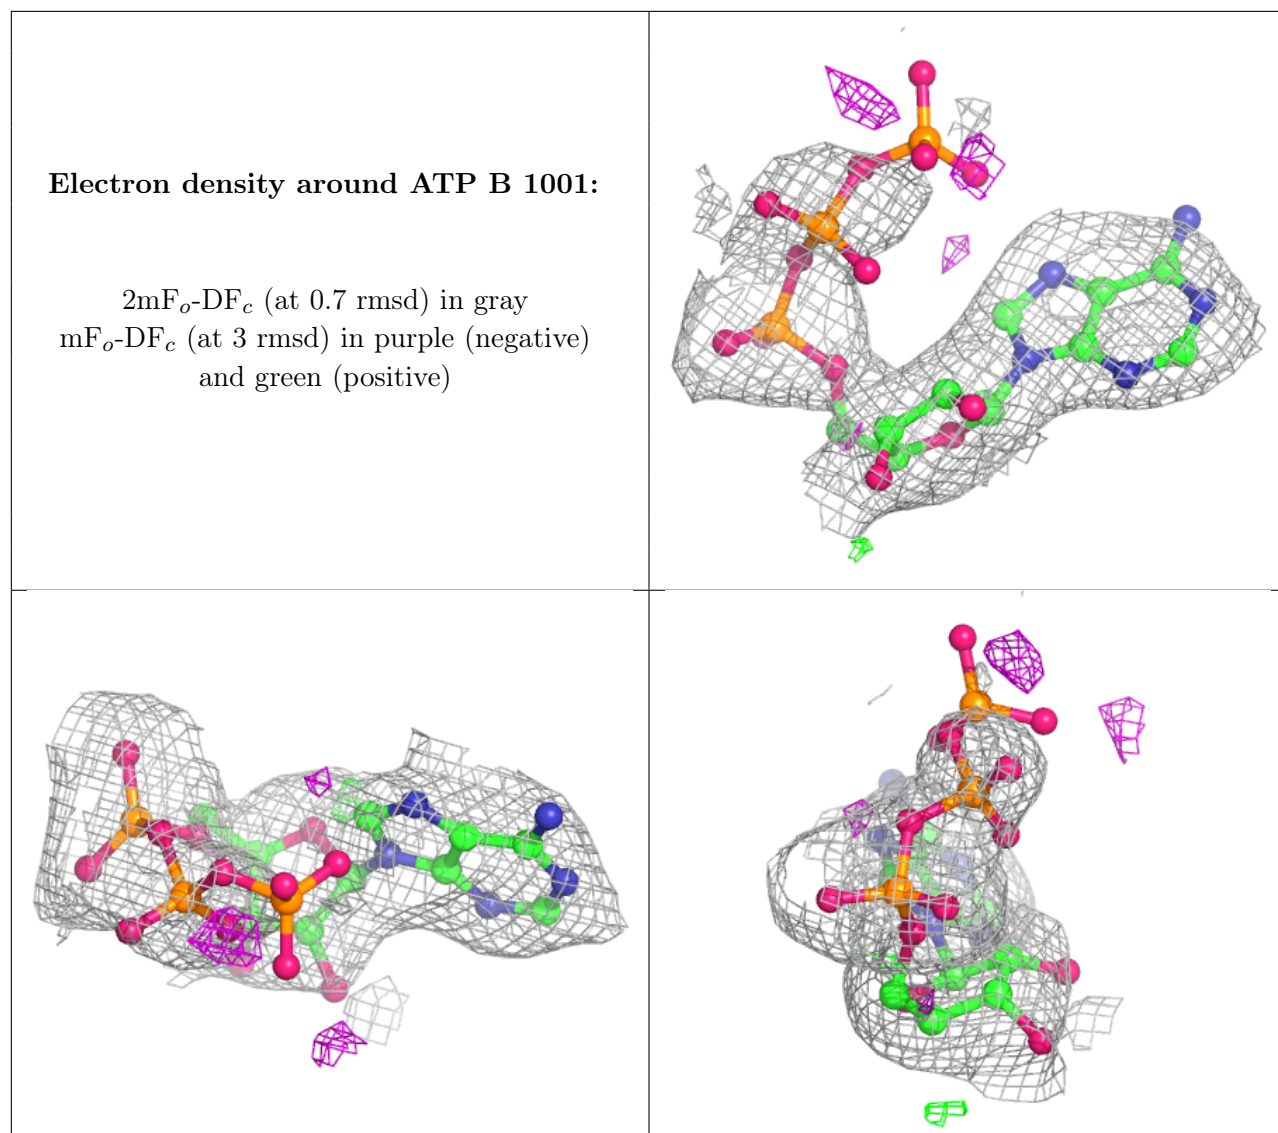 Electron density around ATP B 1001:
2mFo-DFc (at 0.7 rmsd) in gray
mFo-DFc (at 3 rmsd) in purple (negative)
and green (positive)